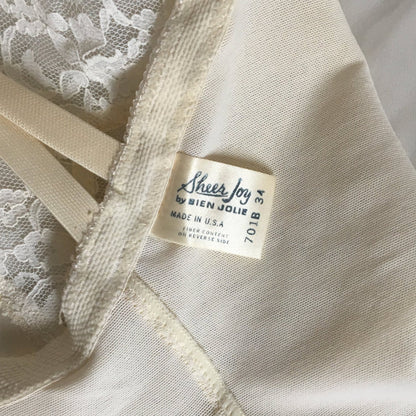 Sheer Joy
by BIEN JOLIE
MADE IN U.S.A
FIBER CONTENT
ON REVERSE SIDE
701B 34